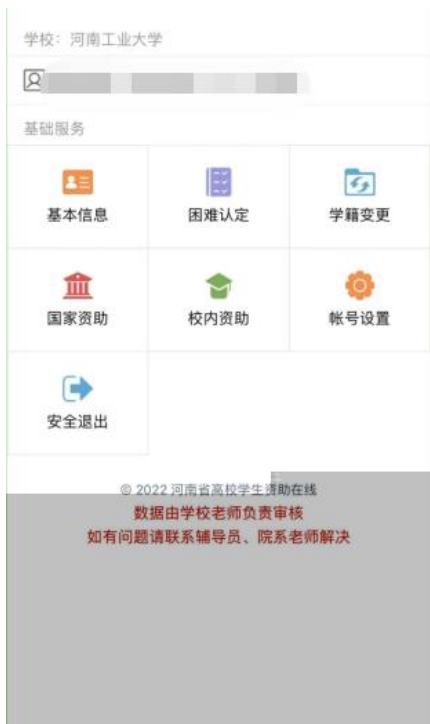 学校：河南工业大学
基础服务
基本信息
困难认定
学籍变更
国家资助
校内资助
帐号设置
安全退出
© 2022 河南省高校学生资助在线
数据由学校老师负责审核
如有问题请联系辅导员、院系老师解决